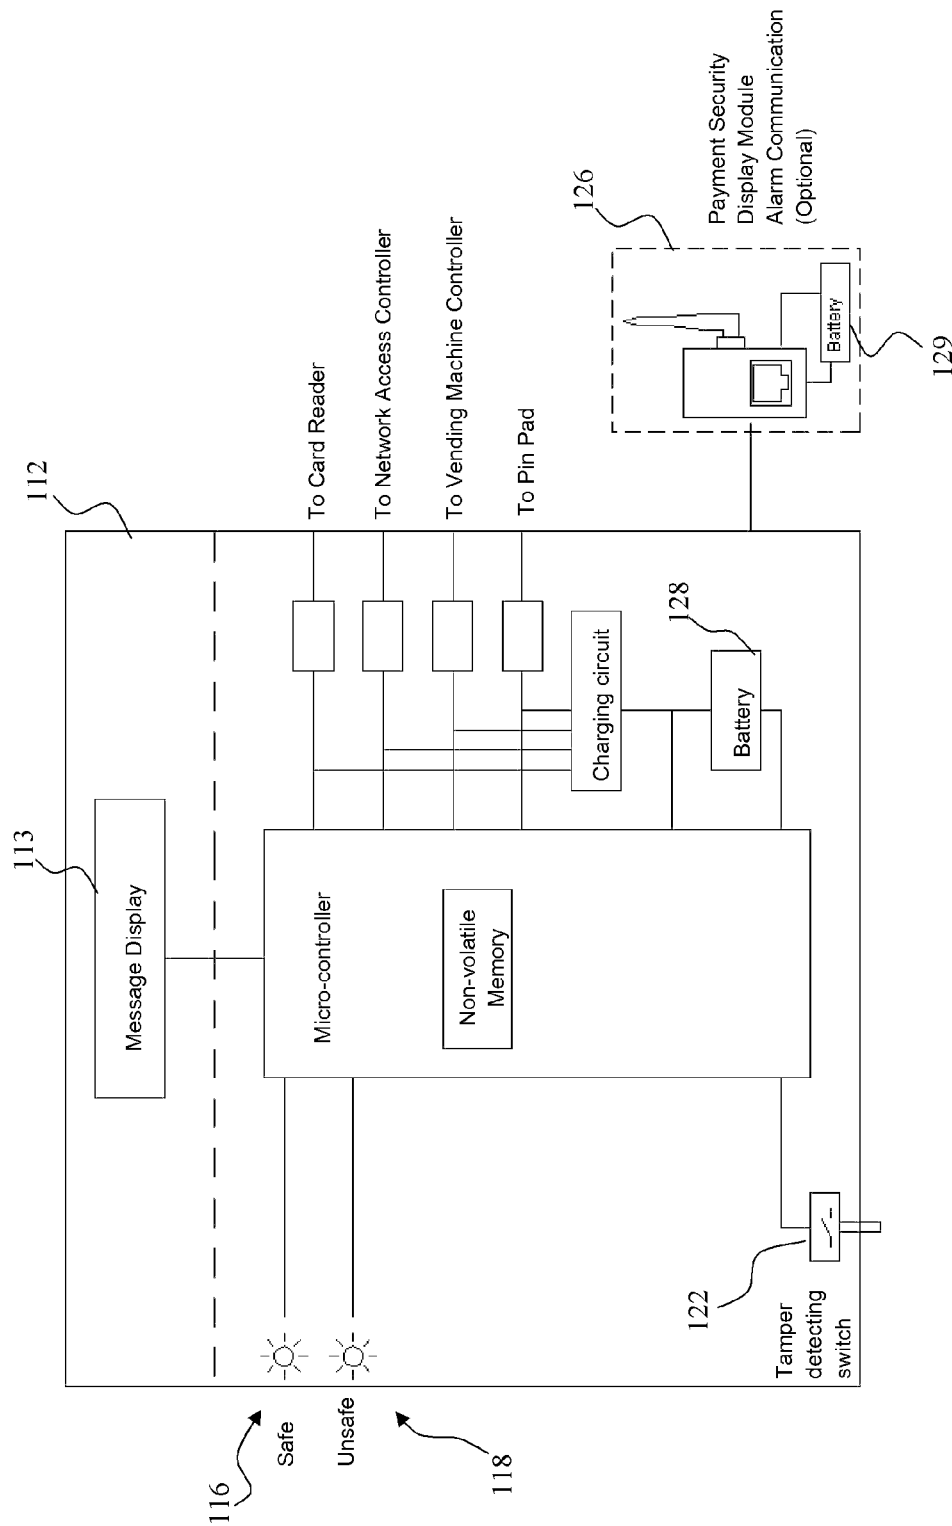 112
113
Message Display
116
Safe
Unsafe
118
Micro-controller
Non-volatile
Memory
To Card Reader
To Network Access Controller
To Vending Machine Controller
To Pin Pad
Charging circuit
128
Battery
122
Tamper
detecting
switch
126
Battery
129
Payment Security
Display Module
Alarm Communication
(Optional)